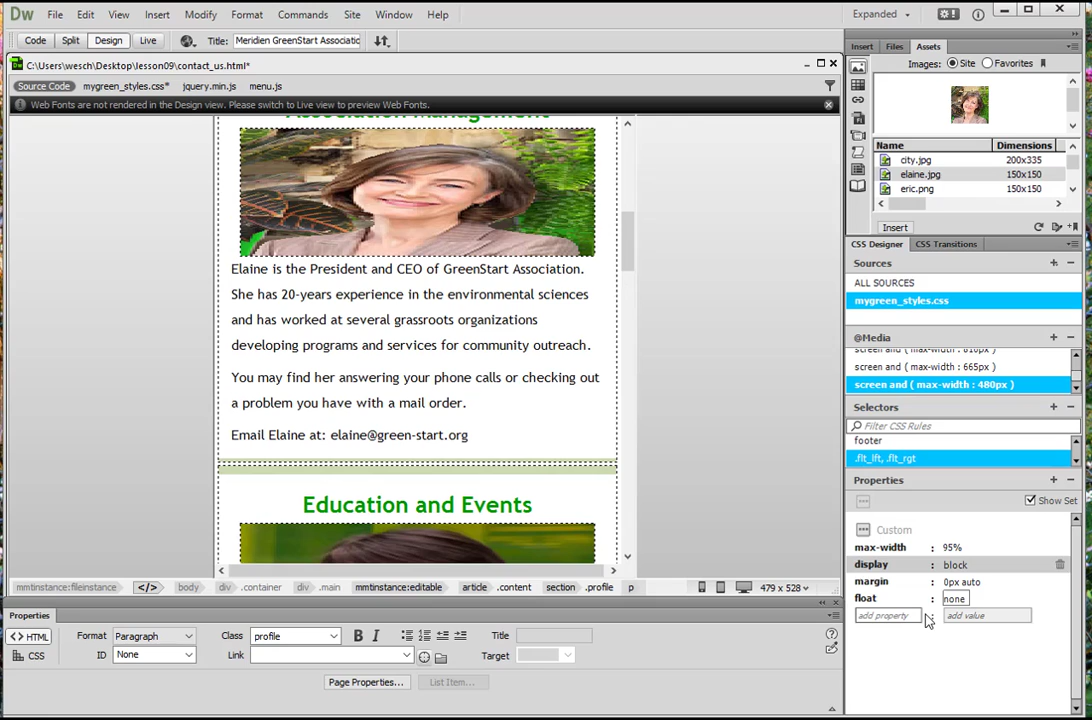 Dw File Edit View Insert Modify Format Commands Site Window Help Expanded
Code Split Design Live Title: Meridien GreenStart Associatic
C:\Users\wesch\Desktop\lesson09\contact_us.html*
Source Code mygreen_styles.css* jquery.min.js menu.js
Web Fonts are not rendered in the Design view. Please switch to Live view to preview Web Fonts.
Association Management
Elaine is the President and CEO of GreenStart Association.
She has 20-years experience in the environmental sciences
and has worked at several grassroots organizations
developing programs and services for community outreach.
You may find her answering your phone calls or checking out
a problem you have with a mail order.
Email Elaine at: elaine@green-start.org
Education and Events
mmtinstance:fileinstance </> body div .container div .main mmtinstance:editable article .content section .profile p 479 x 528
Properties
<> HTML Format Paragraph Class profile B I Title
CSS ID None Link Target
Page Properties... List Item...
Insert Files Assets
Images: Site Favorites
Name Dimensions
city.jpg 200x335
elaine.jpg 150x150
eric.png 150x150
Insert
CSS Designer CSS Transitions
Sources
ALL SOURCES
mygreen_styles.css
@Media
screen and ( max-width : 810px )
screen and ( max-width : 665px )
screen and ( max-width : 480px )
Selectors
Filter CSS Rules
footer
.flt_lft, .flt_rgt
Properties
Show Set
Custom
max-width : 95%
display : block
margin : 0px auto
float : none
add property : add value